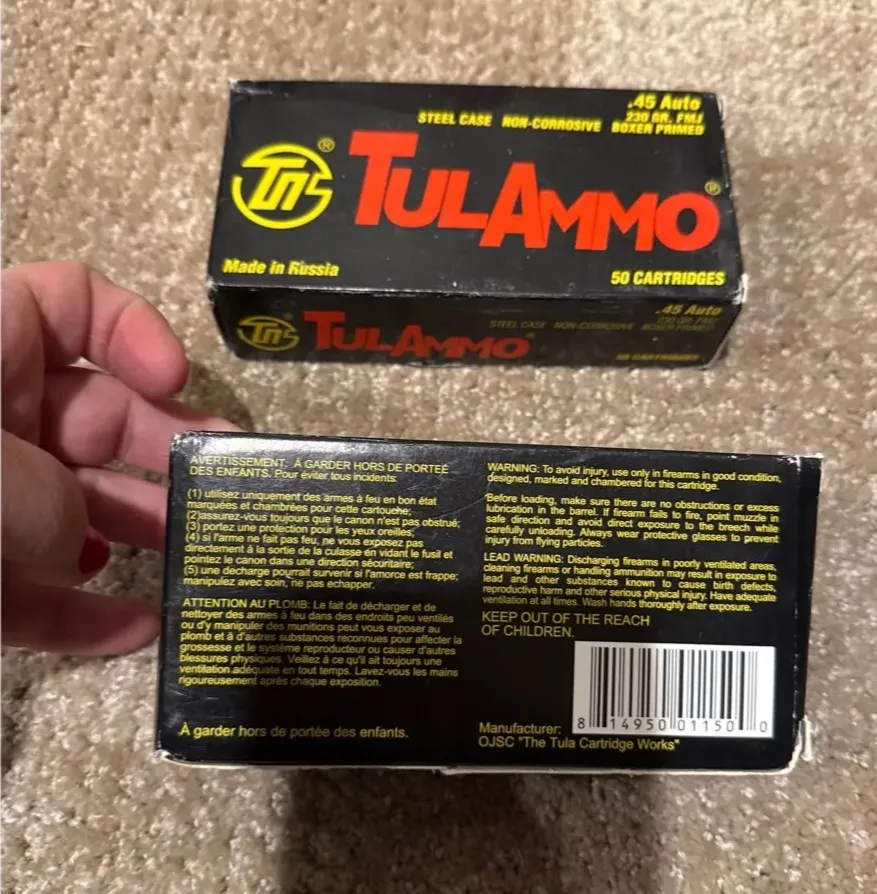 .45 Auto
STEEL CASE NON-CORROSIVE 230 GR. FMJ
BOXER PRIMED
TULAMMO®
®
Made in Russia
50 CARTRIDGES
.45 Auto
230 GR. FMJ
STEEL CASE NON-CORROSIVE BOXER PRIMED
TULAMMO
50 CARTRIDGES
AVERTISSEMENT: À GARDER HORS DE PORTEÉ
DES ENFANTS. Pour éviter tous incidents:
(1) utilisez uniquement des armes à feu en bon état
marquées et chambrées pour cette cartouche;
(2)assurez-vous toujours que le canon n'est pas obstrué;
(3) portez une protection pour les yeux oreilles;
(4) si l'arme ne fait pas feu, ne vous exposez pas
directement à la sortie de la culasse en vidant le fusil et
pointez le canon dans une direction sécuritaire;
(5) une décharge pourrait survenir si l'amorce est frappe;
manipulez avec soin, ne pas echapper.
ATTENTION AU PLOMB: Le fait de décharger et de
nettoyer des armes à feu dans des endroits peu ventilés
ou d'y manipuler des munitions peut vous exposer au
plomb et à d'autres substances reconnues pour affecter la
grossesse et le système reproducteur ou causer d'autres
blessures physiques. Veillez à ce qu'il ait toujours une
ventilation adéquate en tout temps. Lavez-vous les mains
rigoureusement aprés chaque exposition.
À garder hors de portée des enfants.
WARNING: To avoid injury, use only in firearms in good condition,
designed, marked and chambered for this cartridge.
Before loading, make sure there are no obstructions or excess
lubrication in the barrel. If firearm fails to fire, point muzzle in
safe direction and avoid direct exposure to the breech while
carefully unloading. Always wear protective glasses to prevent
injury from flying particles.
LEAD WARNING: Discharging firearms in poorly ventilated areas,
cleaning firearms or handling ammunition may result in exposure to
lead and other substances known to cause birth defects,
reproductive harm and other serious physical injury. Have adequate
ventilation at all times. Wash hands thoroughly after exposure.
KEEP OUT OF THE REACH
OF CHILDREN.
8 14950 01150 0
Manufacturer:
OJSC "The Tula Cartridge Works"